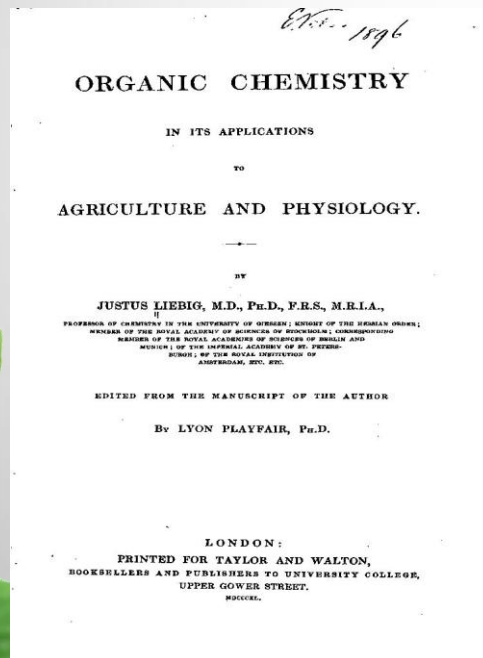 1896
ORGANIC CHEMISTRY
IN ITS APPLICATIONS
TO
AGRICULTURE AND PHYSIOLOGY.
BY
JUSTUS LIEBIG, M.D., PH.D., F.R.S., M.R.I.A.,
PROFESSOR OF CHEMISTRY IN THE UNIVERSITY OF GIESSEN; KNIGHT OF THE HESSIAN ORDER;
MEMBER OF THE ROYAL ACADEMY OF SCIENCES OF STOCKHOLM; CORRESPONDING
MEMBER OF THE ROYAL ACADEMIES OF SCIENCES OF BERLIN AND
MUNICH; OF THE IMPERIAL ACADEMY OF ST. PETERS-
BURGH; OF THE ROYAL INSTITUTION OF
AMSTERDAM, ETC. ETC.
EDITED FROM THE MANUSCRIPT OF THE AUTHOR
BY LYON PLAYFAIR, PH.D.
LONDON:
PRINTED FOR TAYLOR AND WALTON,
BOOKSELLERS AND PUBLISHERS TO UNIVERSITY COLLEGE,
UPPER GOWER STREET.
MDCCCXL.